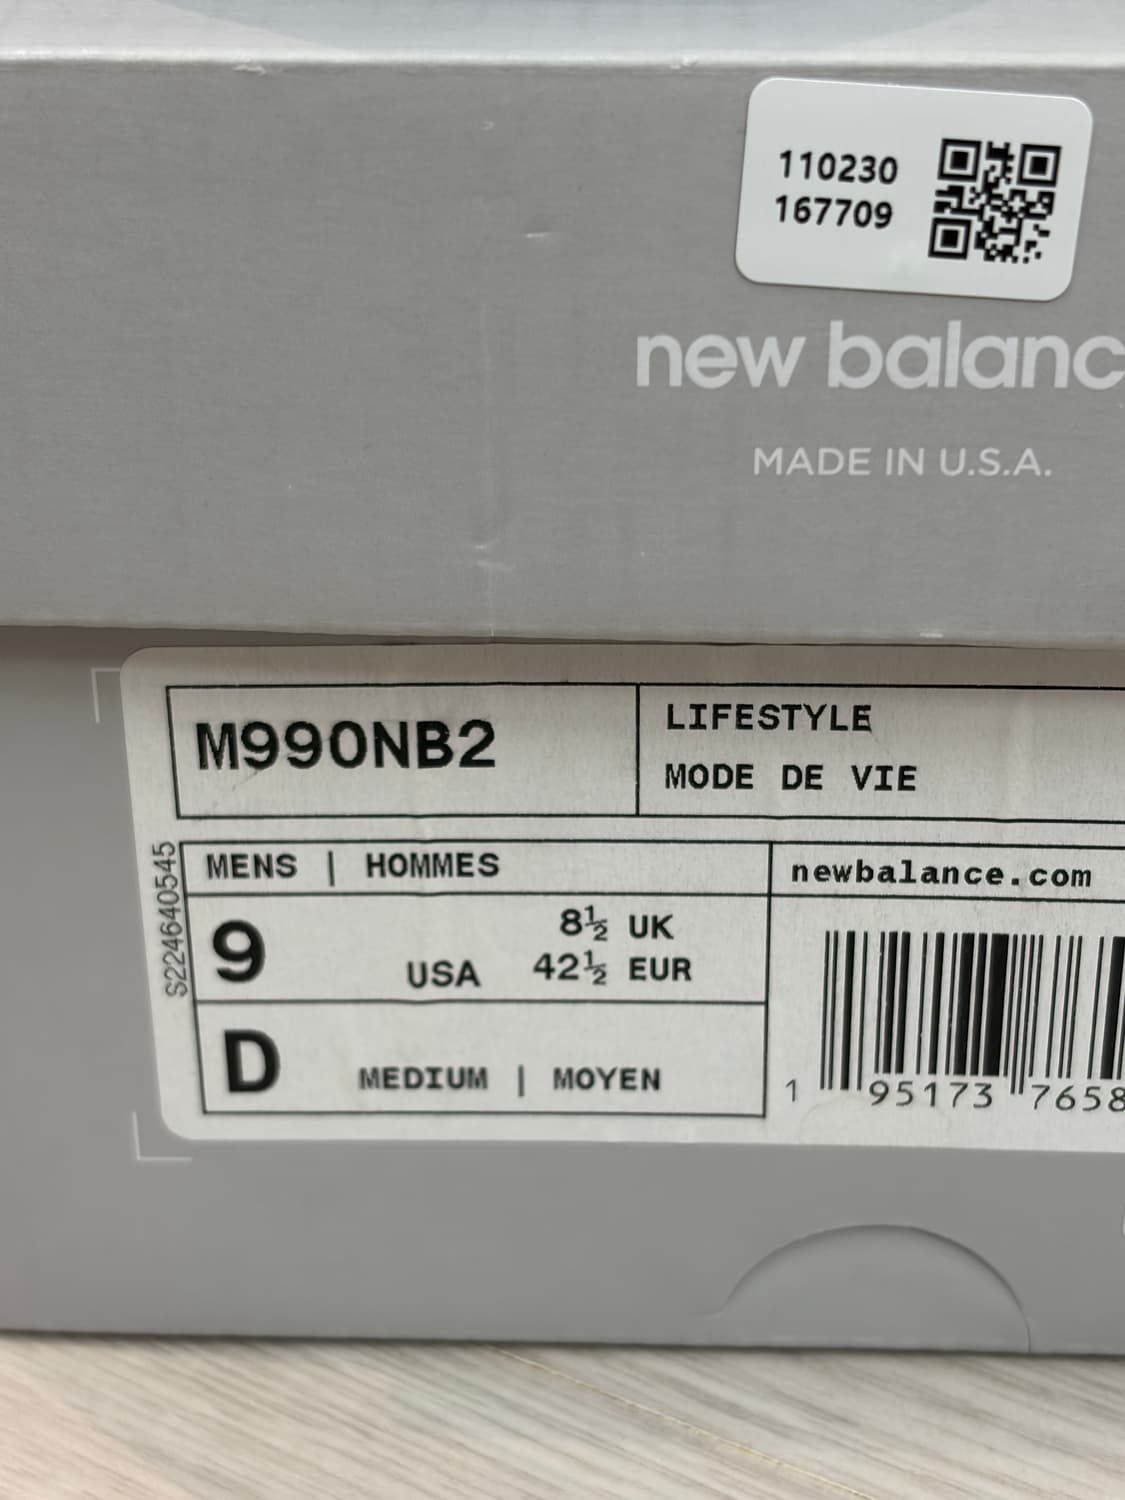 110230
167709
new balanc
MADE IN U.S.A.
M990NB2
LIFESTYLE
MODE DE VIE
S224640545
MENS | HOMMES
newbalance.com
9 USA 8½ UK
42½ EUR
D MEDIUM | MOYEN
1 95173 7658